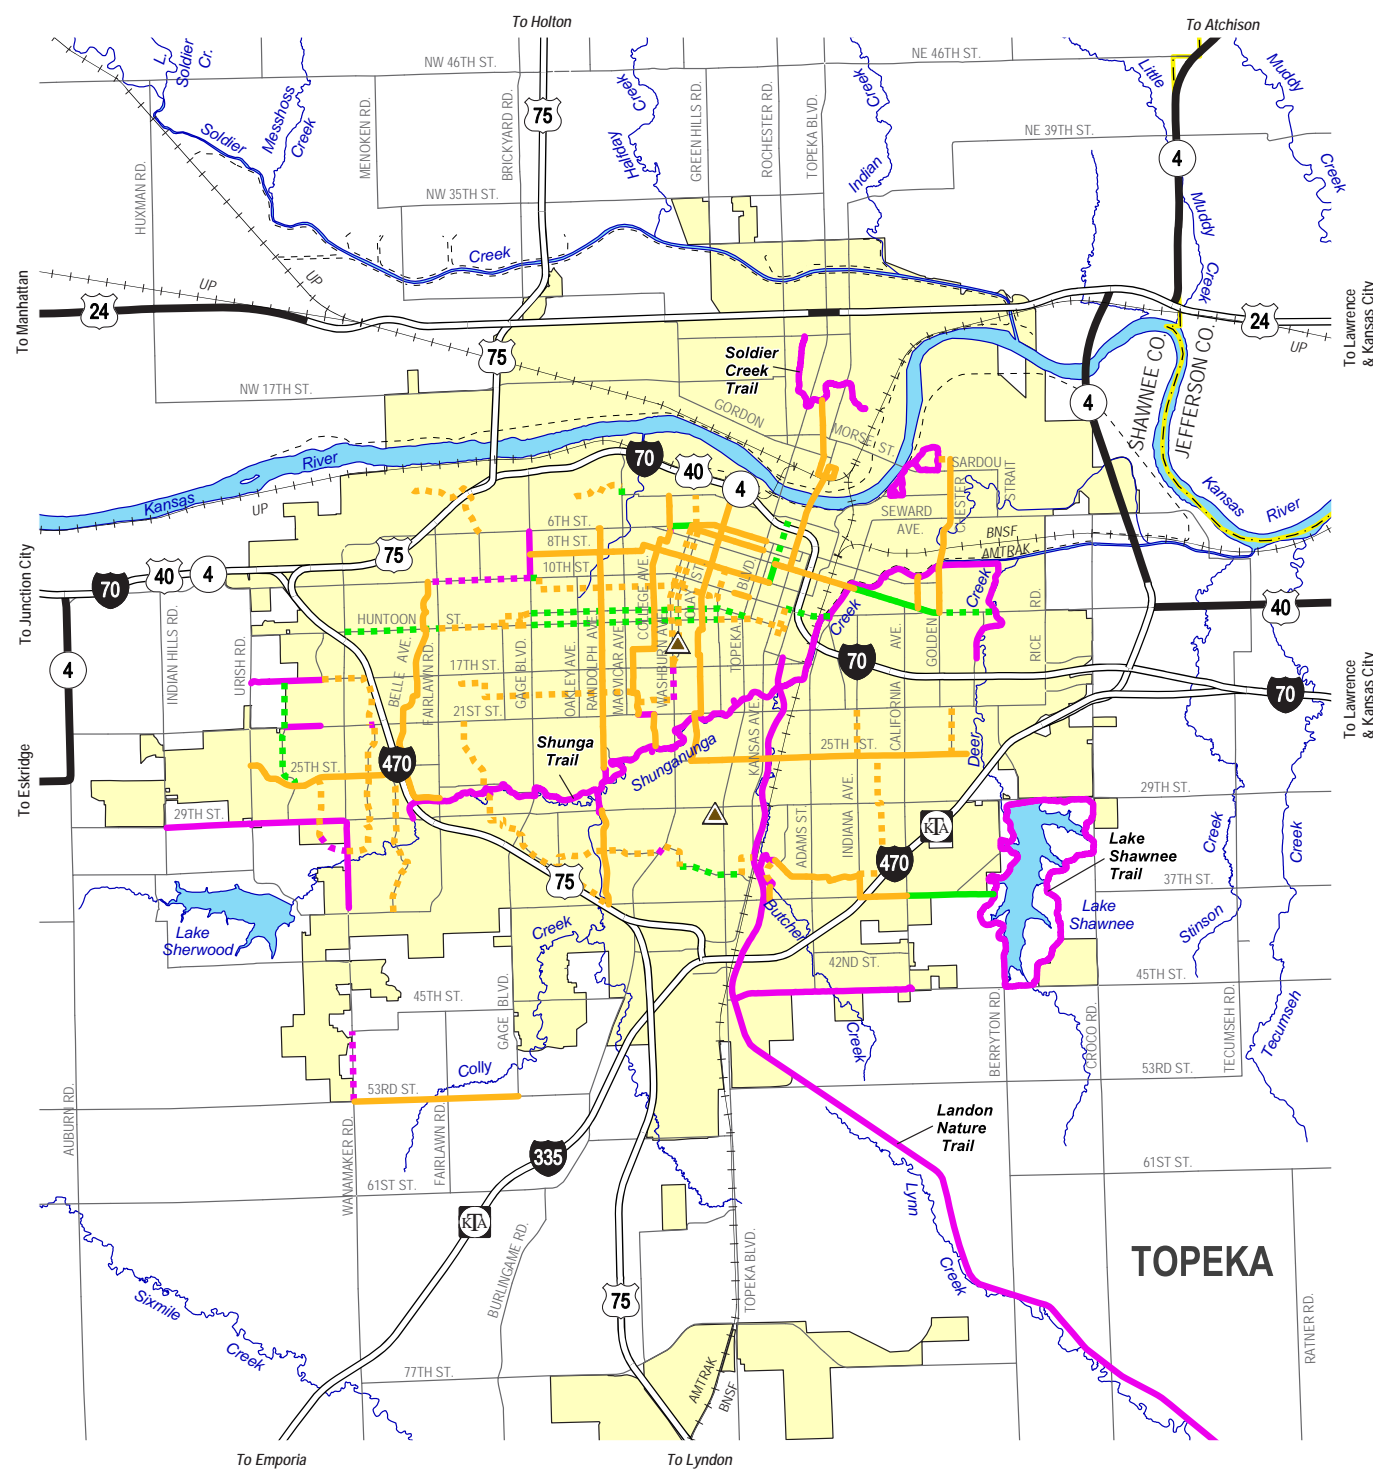 To Holton
To Atchison
L.
Soldier
Cr.
Messhoss
Creek
Soldier
NW 46TH ST.
NE 46TH ST.
Haliday
Creek
Indian
Creek
Little
Muddy
Creek
Muddy
Creek
MENOKEN RD.
BRICKYARD RD.
GREEN HILLS RD.
ROCHESTER RD.
TOPEKA BLVD.
HUXMAN RD.
75
NE 39TH ST.
4
NW 35TH ST.
Creek
UP
UP
To Manhattan
24
24
UP
To Lawrence
& Kansas City
75
Soldier
Creek
Trail
NW 17TH ST.
GORDON
MORSE ST.
4
SHAWNEE CO.
JEFFERSON CO.
Kansas
River
UP
70
40
4
SARDOU
STRAIT
CHESTER
SEWARD
AVE.
Kansas
River
BNSF
AMTRAK
6TH ST.
8TH ST.
10TH ST.
75
To Junction City
70
40
4
40
HUNTOON
ST.
COLLEGE AVE.
CLAY ST.
BLVD.
Creek
Creek
INDIAN HILLS RD.
URISH RD.
BELLE AVE.
FAIRLAWN RD.
GAGE BLVD.
OAKLEY AVE.
RANDOLPH AVE.
MACVICAR AVE.
WASHBURN AVE.
TOPEKA
AVE.
GOLDEN
RICE
RD.
4
17TH ST.
70
70
To Lawrence
& Kansas City
21ST ST.
KANSAS AVE.
CALIFORNIA
Deer
Shunga
Trail
Shunganunga
25TH ST.
25TH ST.
470
To Eskridge
29TH ST.
29TH ST.
ADAMS ST.
INDIANA AVE.
KTA
470
Lake
Shawnee
Trail
Creek
Creek
75
37TH ST.
Butcher
Lake
Shawnee
Stinson
Lake
Sherwood
Creek
42ND ST.
45TH ST.
45TH ST.
GAGE BLVD.
Creek
BERRYTON RD.
CROCO RD.
TECUMSEH RD.
Tecumseh
Colly
53RD ST.
53RD ST.
AUBURN RD.
WANAMAKER RD.
FAIRLAWN RD.
Landon
Nature
Trail
335
61ST ST.
61ST ST.
Lynn
Creek
KTA
BURLINGAME RD.
TOPEKA BLVD.
TOPEKA
75
Sixmile
Creek
RATNER RD.
77TH ST.
AMTRAK
BNSF
To Emporia
To Lyndon